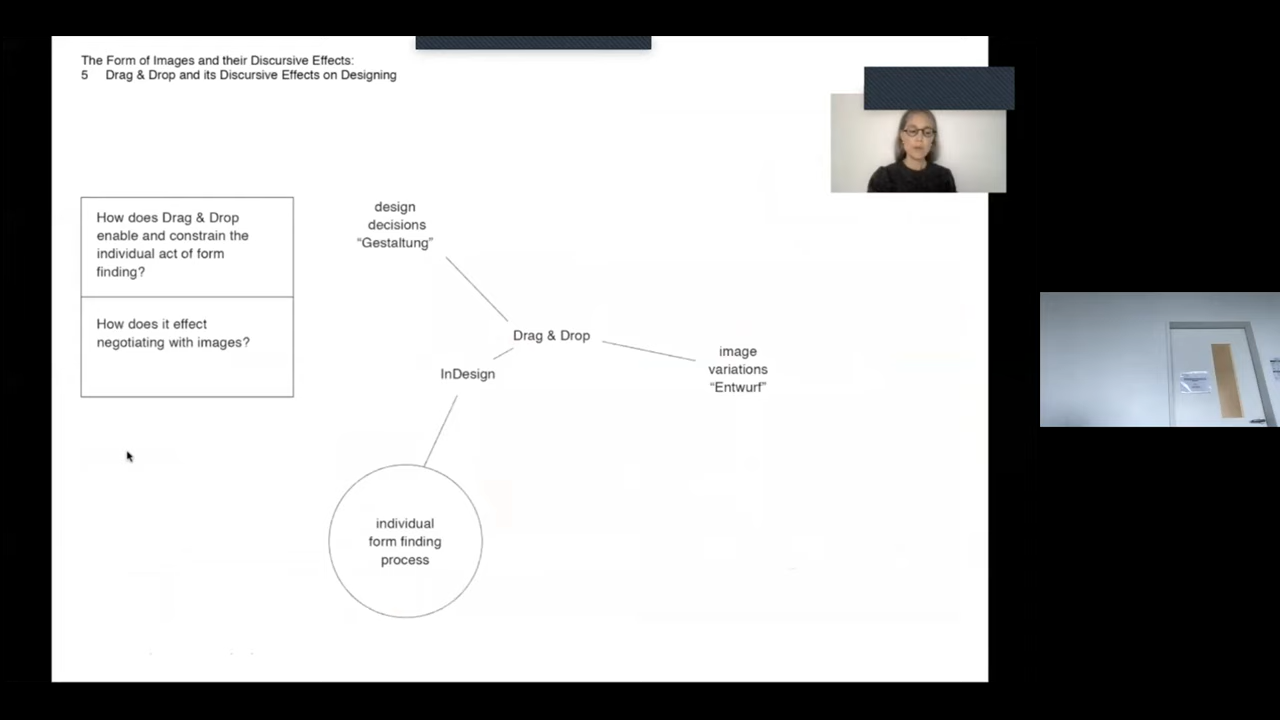 The Form of Images and their Discursive Effects:
5 Drag & Drop and its Discursive Effects on Designing
How does Drag & Drop
enable and constrain the
individual act of form
finding?
How does it effect
negotiating with images?
design
decisions
“Gestaltung”
Drag & Drop
InDesign
image
variations
“Entwurf”
individual
form finding
process